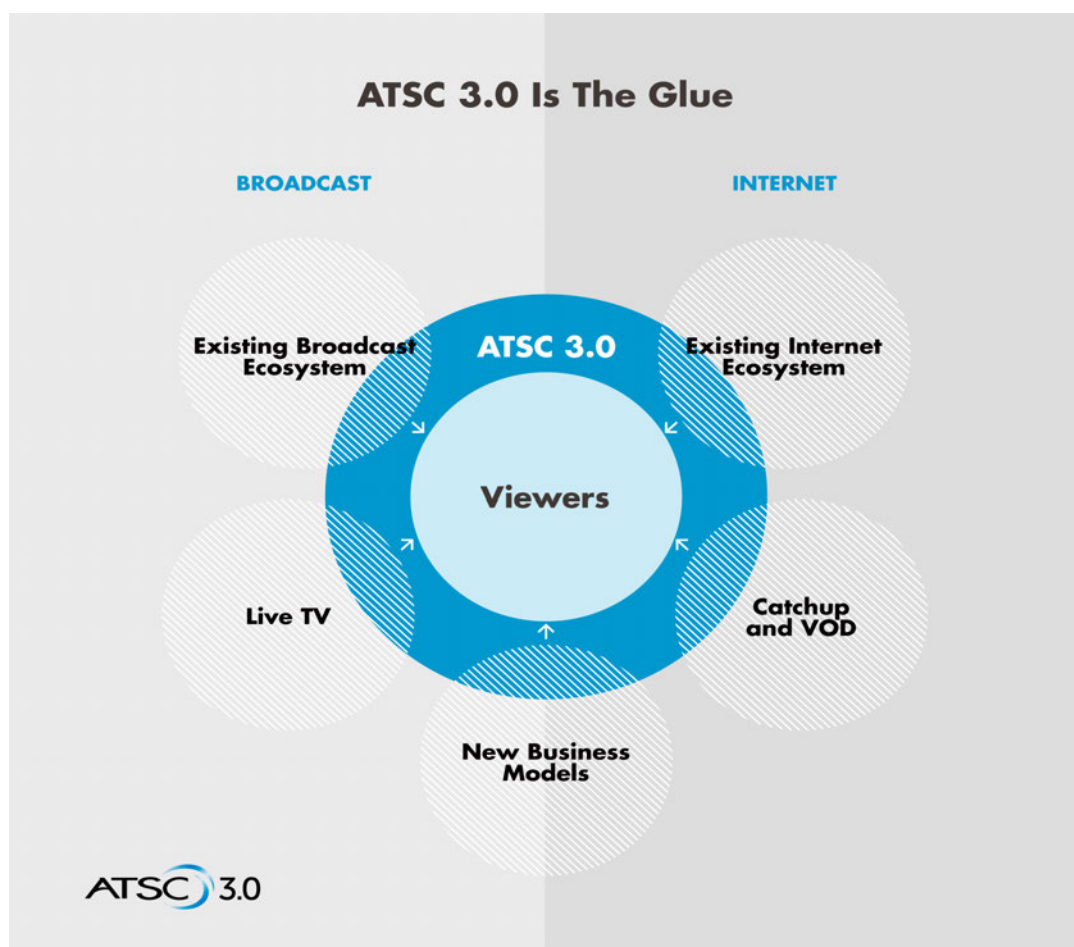 ATSC 3.0 Is The Glue
BROADCAST
INTERNET
Existing Broadcast
Ecosystem
ATSC 3.0
Existing Internet
Ecosystem
Viewers
Live TV
Catchup
and VOD
New Business
Models
ATSC 3.0